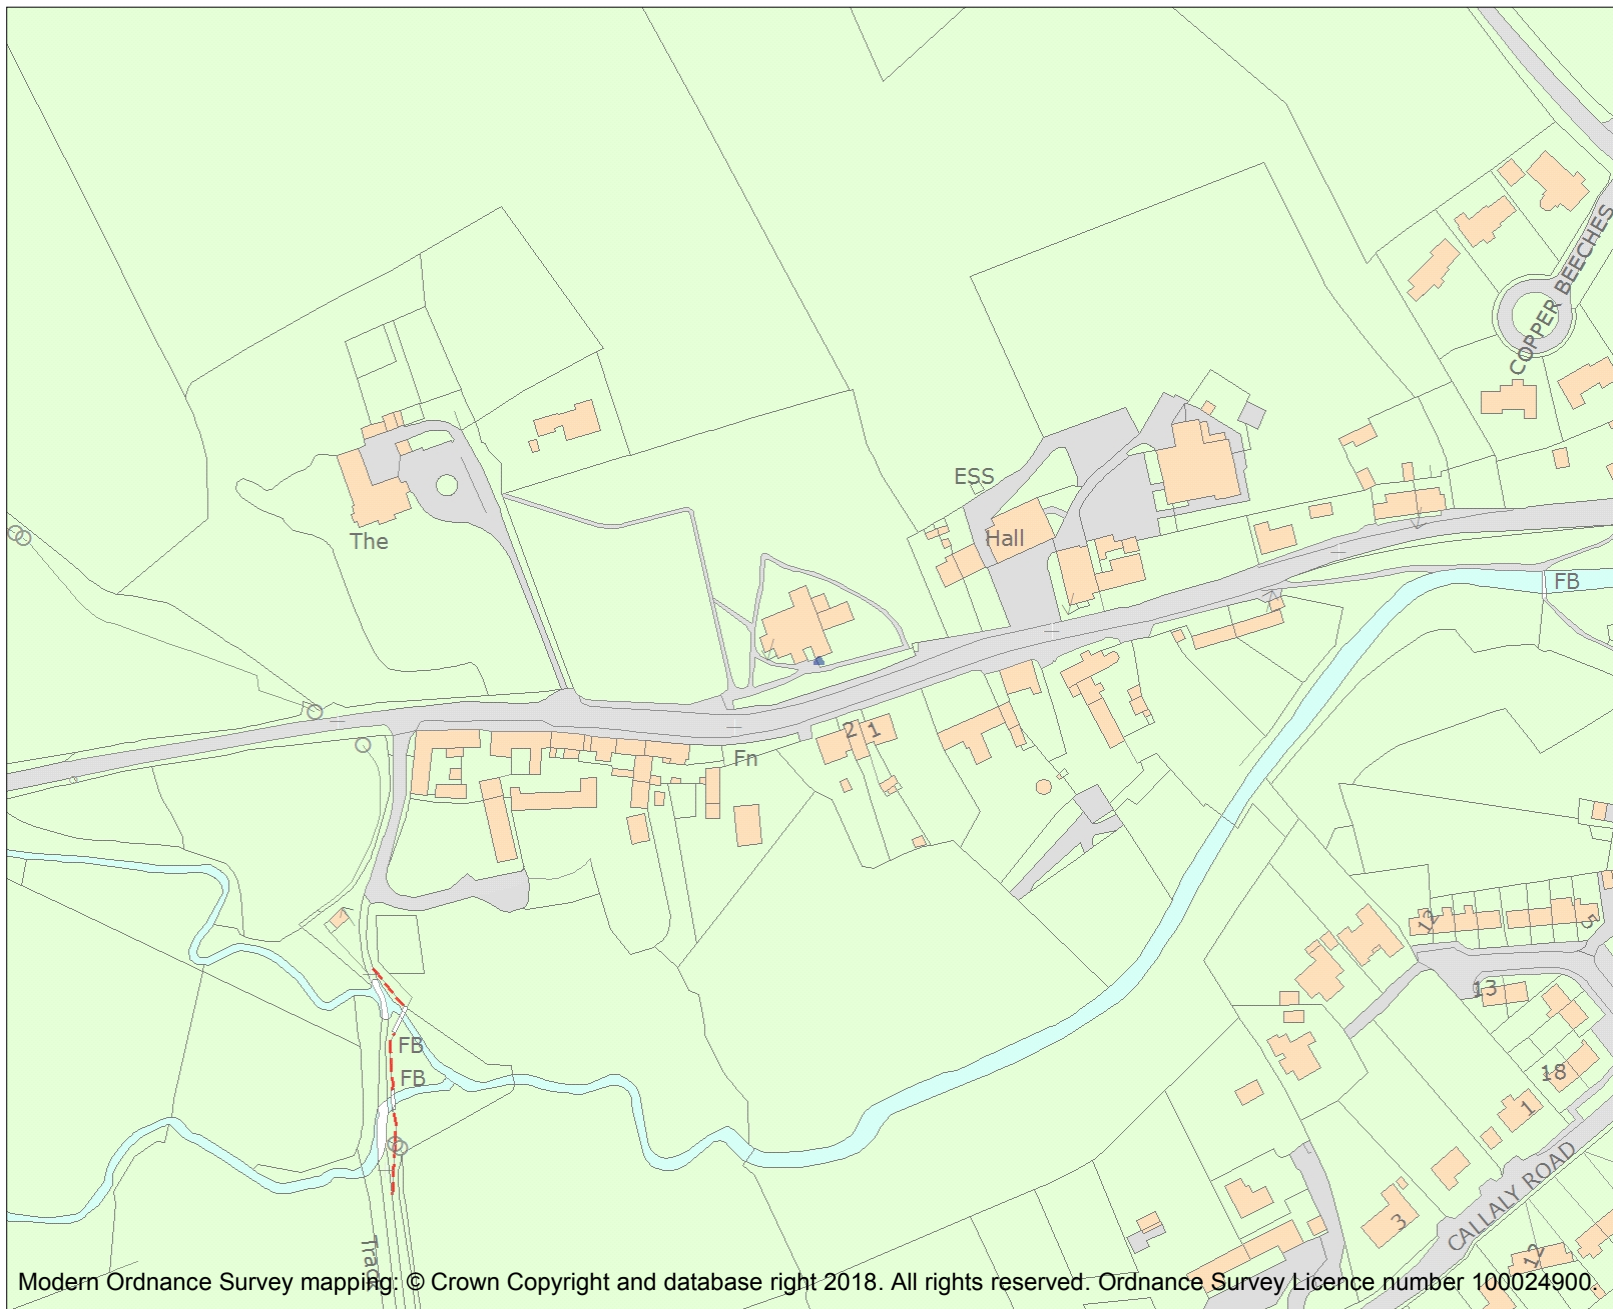 COPPER BEECHES
ESS
Hall
The
FB
2
1
Fn
12
5
13
FB
FB
18
1
3
CALLALY ROAD
12
Track
Modern Ordnance Survey mapping: © Crown Copyright and database right 2018. All rights reserved. Ordnance Survey Licence number 100024900.